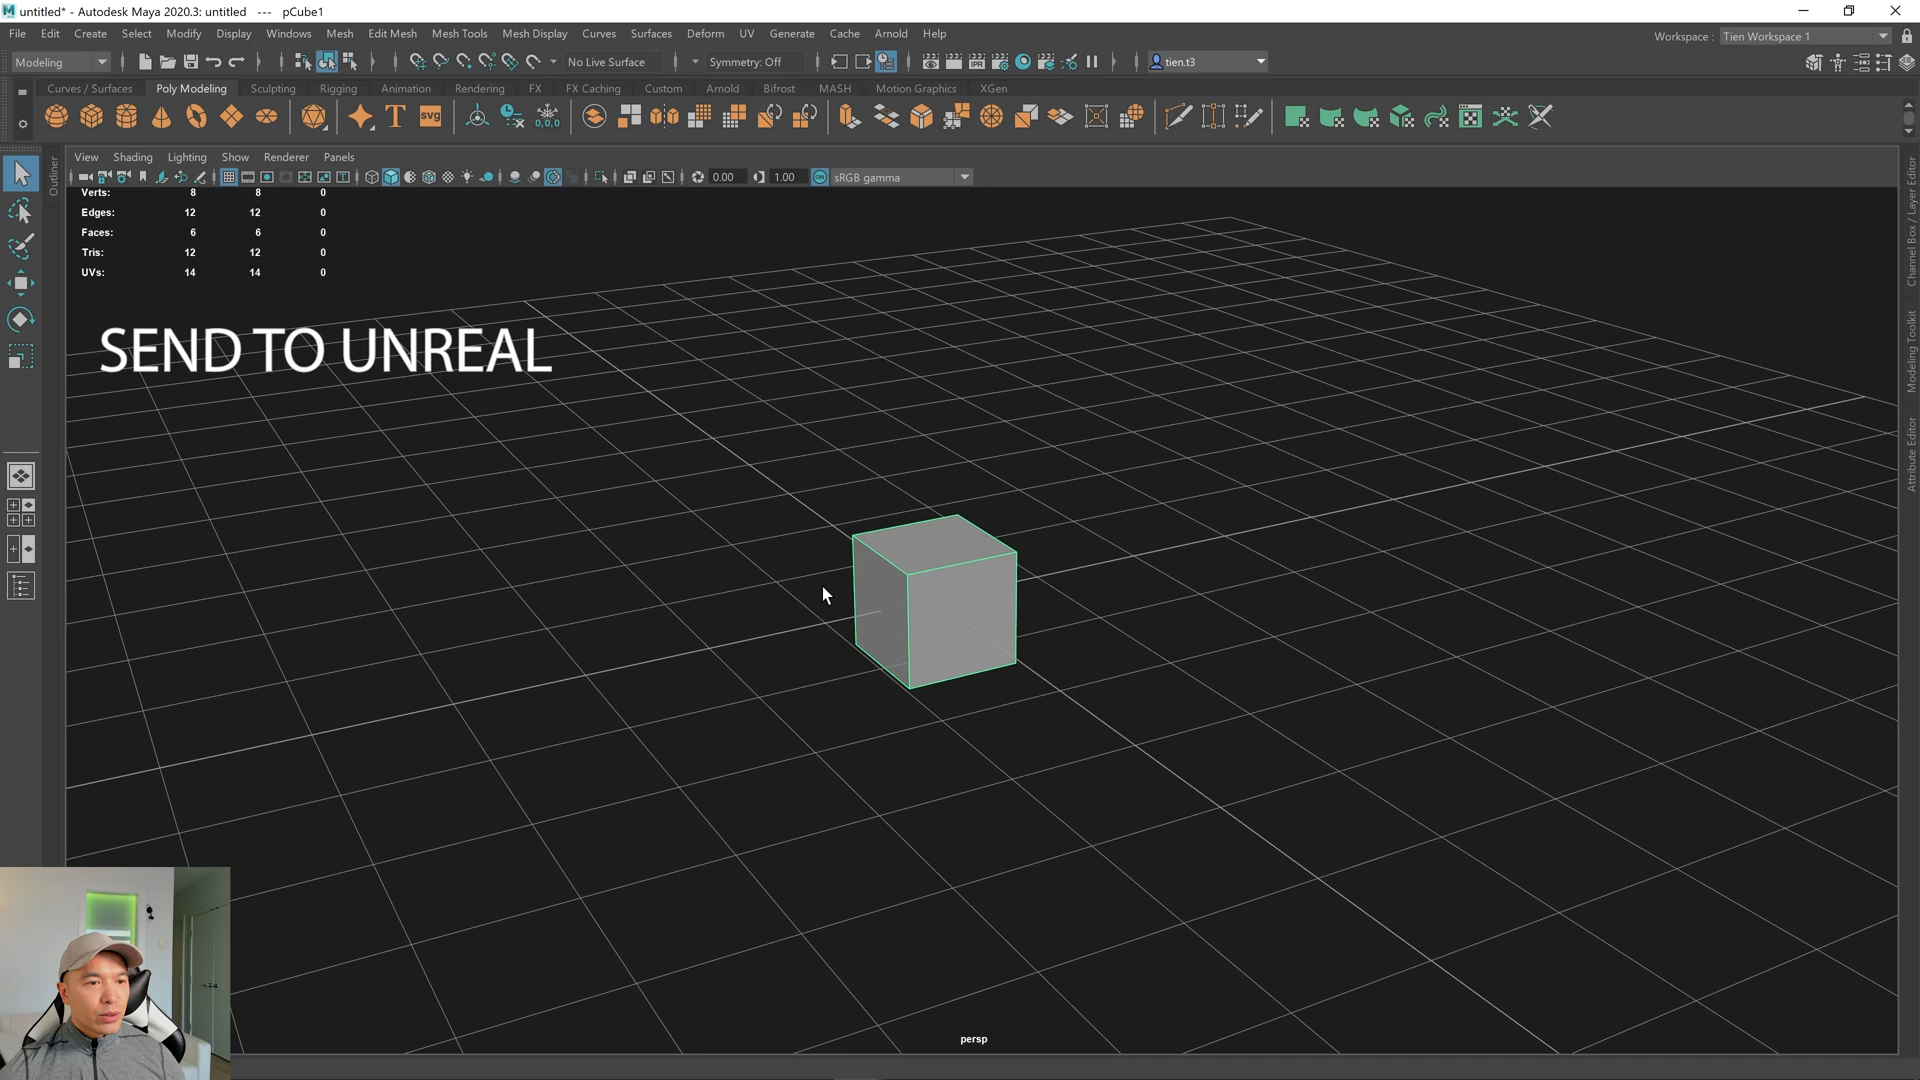 untitled* - Autodesk Maya 2020.3: untitled --- pCube1
File Edit Create Select Modify Display Windows Mesh Edit Mesh Mesh Tools Mesh Display Curves Surfaces Deform UV Generate Cache Arnold Help
Workspace : Tien Workspace 1
Modeling No Live Surface Symmetry: Off tien.t3
Curves / Surfaces Poly Modeling Sculpting Rigging Animation Rendering FX FX Caching Custom Arnold Bifrost MASH Motion Graphics XGen
T svg 0,0,0
View Shading Lighting Show Renderer Panels
0.00 1.00 ON sRGB gamma
Outliner
Verts: 8 8 0
Edges: 12 12 0
Faces: 6 6 0
Tris: 12 12 0
UVs: 14 14 0
SEND TO UNREAL
persp
Channel Box / Layer Editor
Modeling Toolkit
Attribute Editor